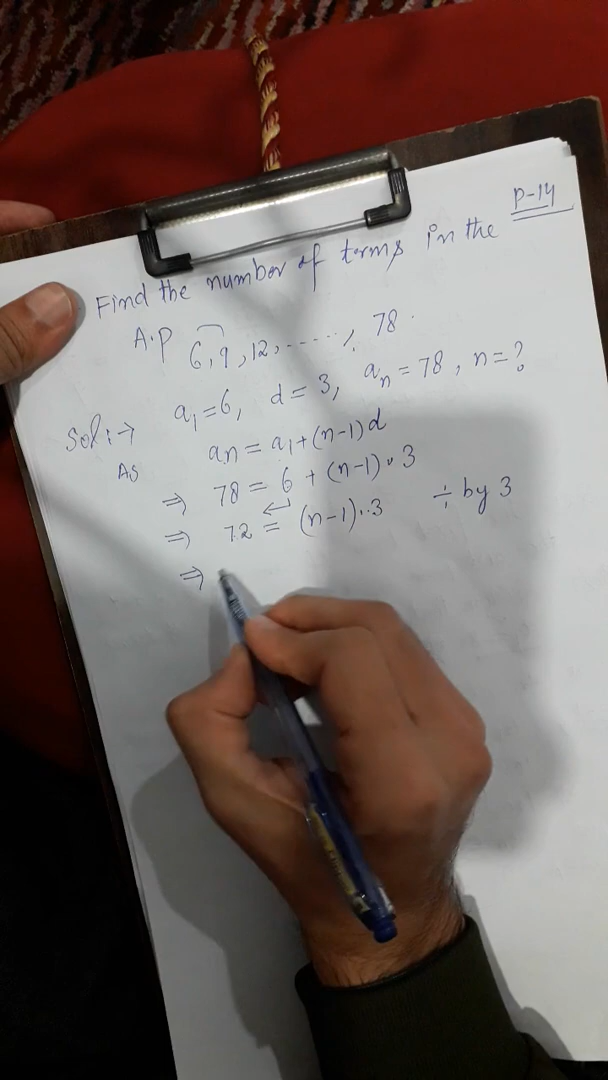 P-14
Find the number of terms in the
A.P 6, 9, 12, ......, 78.
Sol:→ a₁=6, d=3, aₙ=78, n=?
As an = a₁+(n-1)d
⇒ 78 = 6 + (n-1)·3
⇒ 72 = (n-1)·3 ÷ by 3
⇒